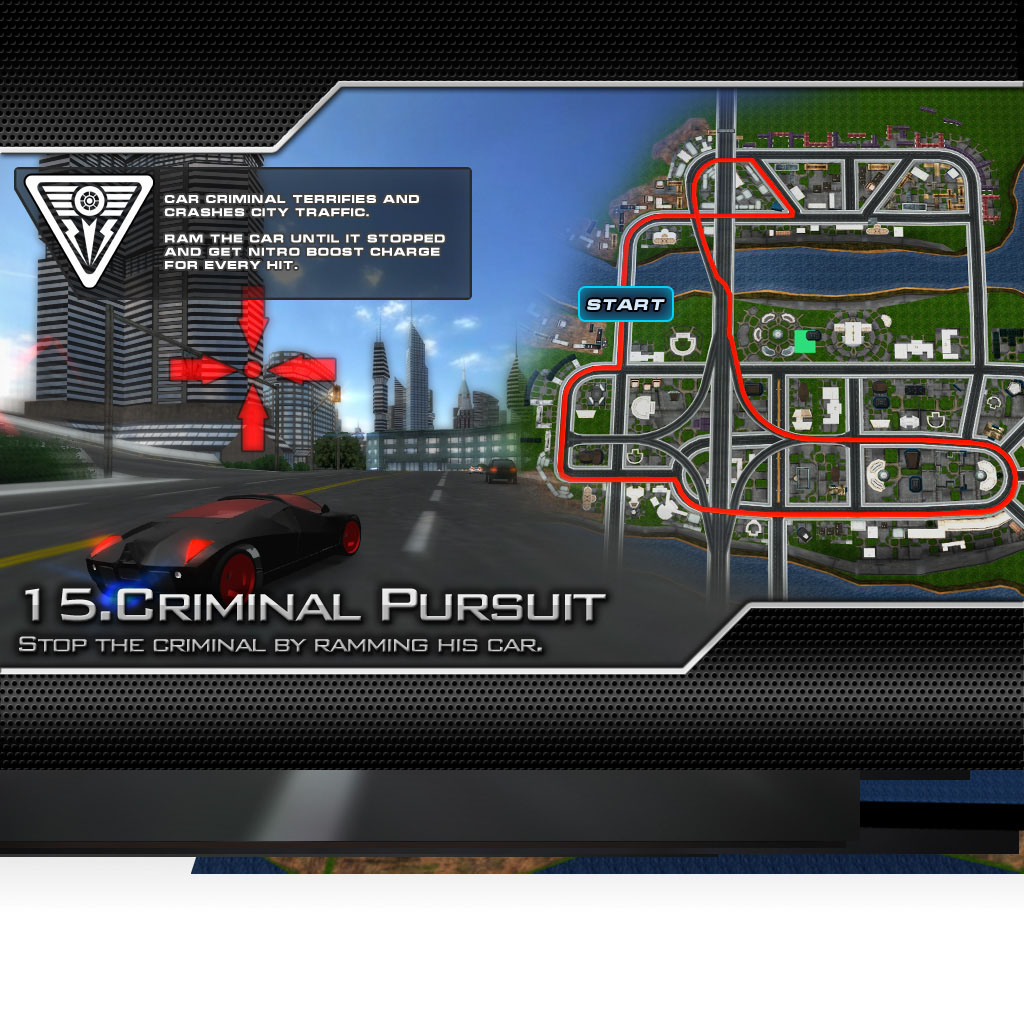 CAR CRIMINAL TERRIFIES AND
CRASHES CITY TRAFFIC.
RAM THE CAR UNTIL IT STOPPED
AND GET NITRO BOOST CHARGE
FOR EVERY HIT.
START
15.CRIMINAL PURSUIT
STOP THE CRIMINAL BY RAMMING HIS CAR.